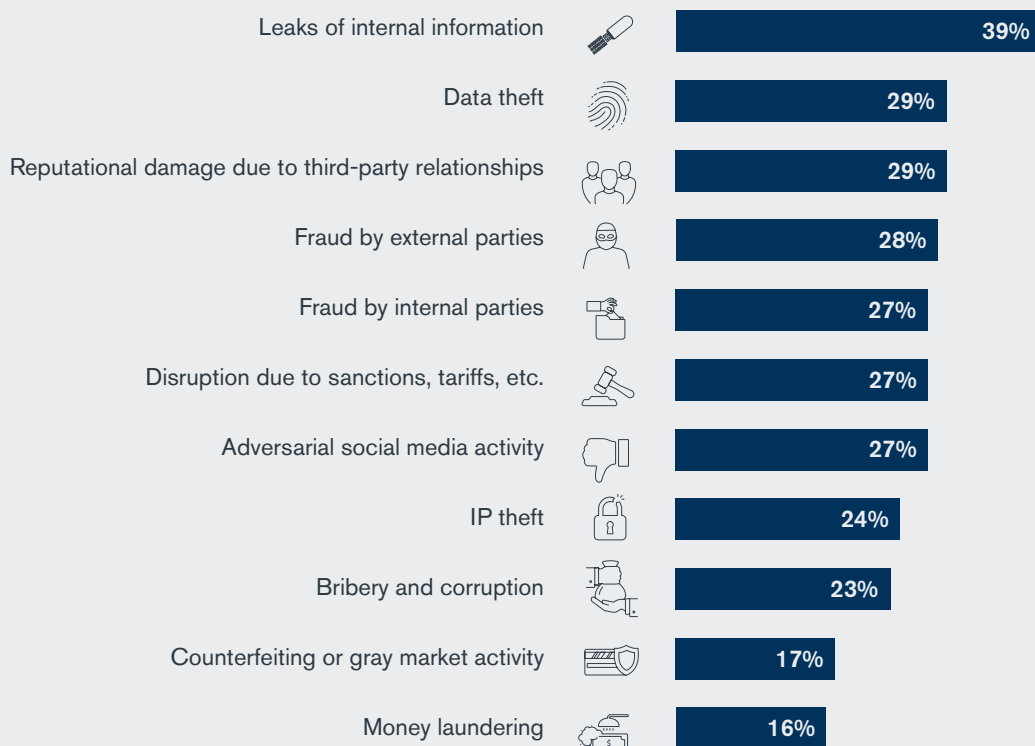 Leaks of internal information 39%
Data theft 29%
Reputational damage due to third-party relationships 29%
Fraud by external parties 28%
Fraud by internal parties 27%
Disruption due to sanctions, tariffs, etc. 27%
Adversarial social media activity 27%
IP theft 24%
Bribery and corruption 23%
Counterfeiting or gray market activity 17%
Money laundering $ 16%